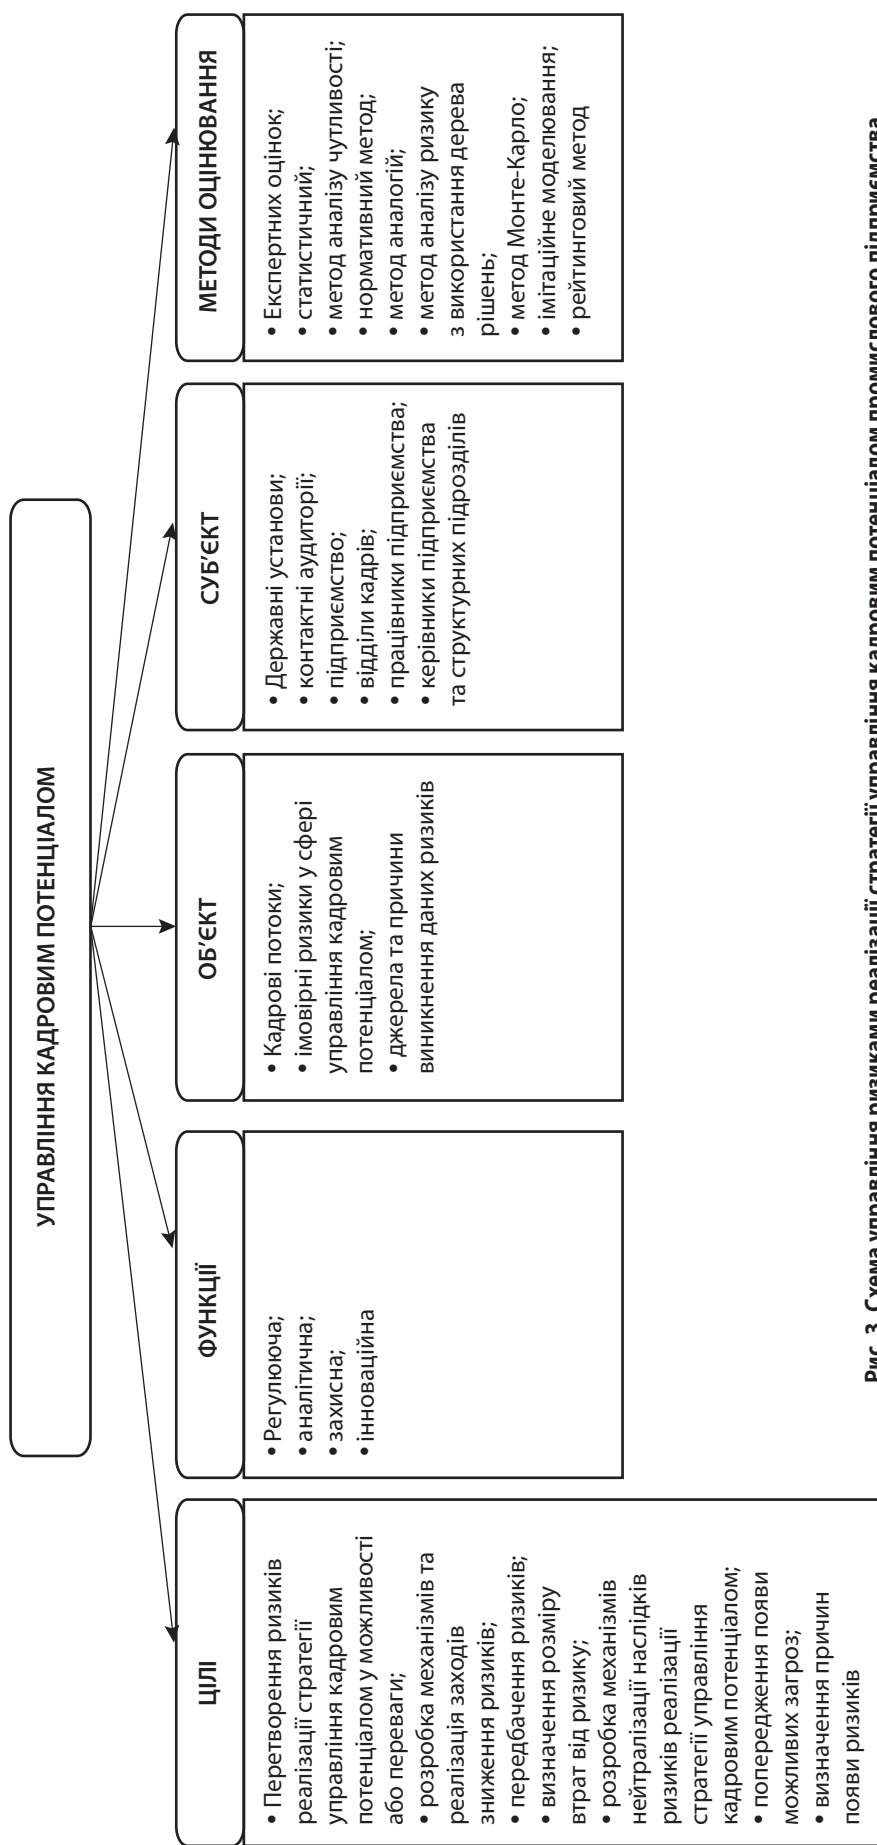 УПРАВЛІННЯ КАДРОВИМ ПОТЕНЦІАЛОМ
ЦІЛІ
• Перетворення ризиків
реалізації стратегії
управління кадровим
потенціалом у можливості
або переваги;
• розробка механізмів та
реалізація заходів
зниження ризиків;
• передбачення ризиків;
• визначення розміру
втрат від ризику;
• розробка механізмів
нейтралізації наслідків
ризиків реалізації
стратегії управління
кадровим потенціалом;
• попередження появи
можливих загроз;
• визначення причин
появи ризиків
ФУНКЦІЇ
• Регулююча;
• аналітична;
• захисна;
• інноваційна
ОБ’ЄКТ
• Кадрові потоки;
• імовірні ризики у сфері
управління кадровим
потенціалом;
• джерела та причини
виникнення даних ризиків
СУБ’ЄКТ
• Державні установи;
• контактні аудиторії;
• підприємство;
• відділи кадрів;
• працівники підприємства;
• керівники підприємства
та структурних підрозділів
МЕТОДИ ОЦІНЮВАННЯ
• Експертних оцінок;
• статистичний;
• метод аналізу чутливості;
• нормативний метод;
• метод аналогій;
• метод аналізу ризику
з використання дерева
рішень;
• метод Монте-Карло;
• імітаційне моделювання;
• рейтинговий метод
Рис. 3. Схема управління ризиками реалізації стратегії управління кадровим потенціалом промислового підприємства